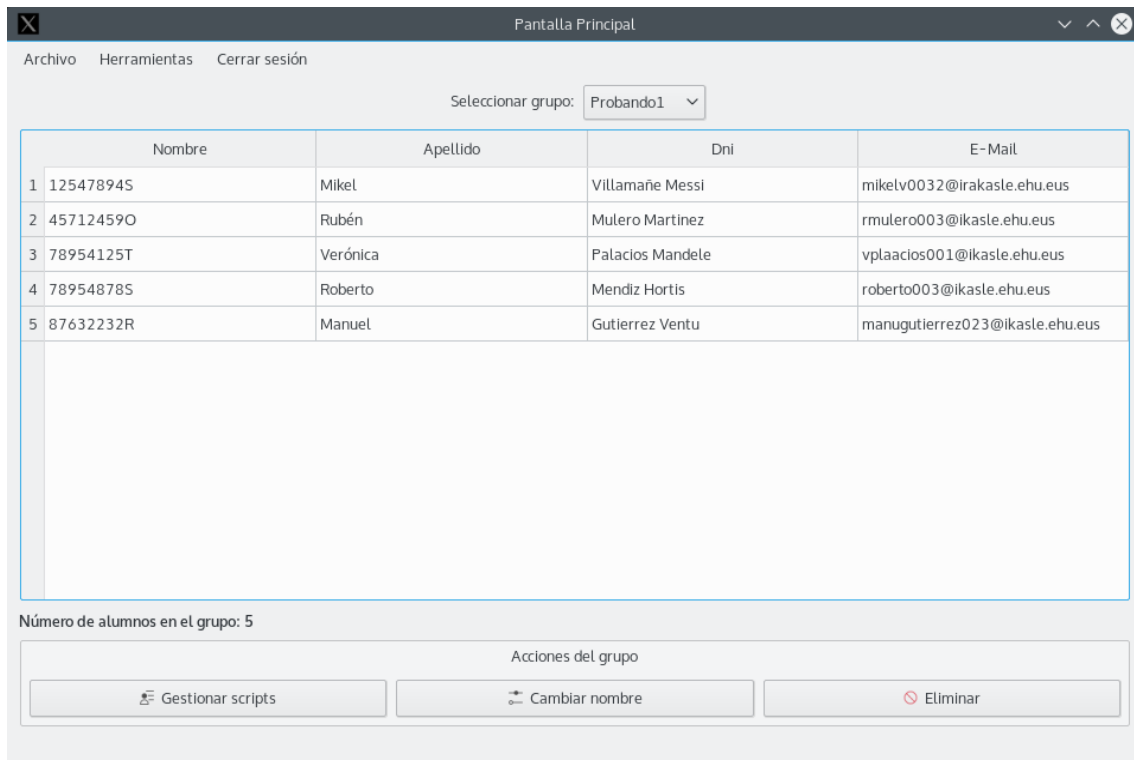 Pantalla Principal
Archivo Herramientas Cerrar sesión
Seleccionar grupo: Probando1
Nombre Apellido Dni E-Mail
1 12547894S Mikel Villamañe Messi mikelv0032@irakasle.ehu.eus
2 45712459O Rubén Mulero Martinez rmulero003@ikasle.ehu.eus
3 78954125T Verónica Palacios Mandele vplaacios001@ikasle.ehu.eus
4 78954878S Roberto Mendiz Hortis roberto003@ikasle.ehu.eus
5 87632232R Manuel Gutierrez Ventu manugutierrez023@ikasle.ehu.eus
Número de alumnos en el grupo: 5
Acciones del grupo
Gestionar scripts Cambiar nombre Eliminar